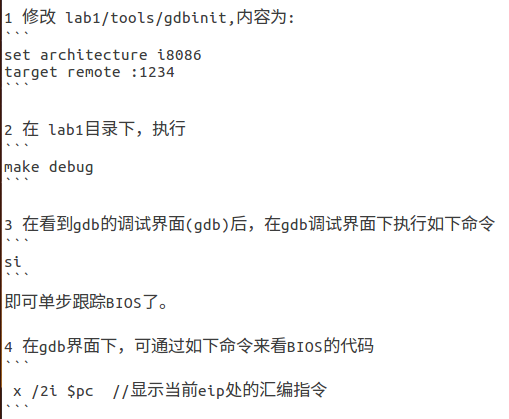 1 修改 lab1/tools/gdbinit,内容为:
```
set architecture i8086
target remote :1234
```
2 在 lab1目录下，执行
```
make debug
```
3 在看到gdb的调试界面(gdb)后，在gdb调试界面下执行如下命令
```
si
```
即可单步跟踪BIOS了。
4 在gdb界面下，可通过如下命令来看BIOS的代码
```
 x /2i $pc  //显示当前eip处的汇编指令
```